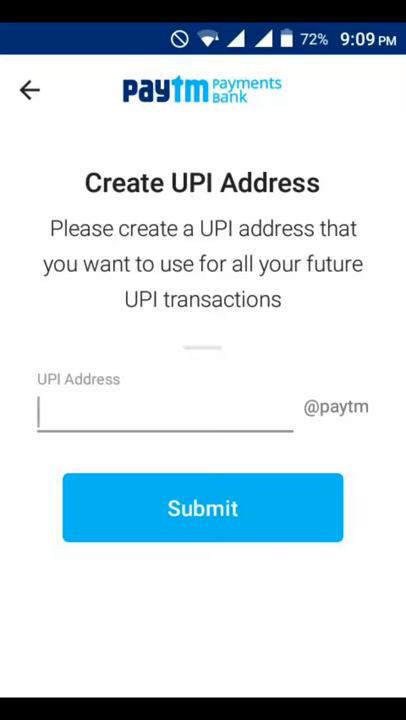 72% 9:09 PM
paytm Payments Bank
Create UPI Address
Please create a UPI address that
you want to use for all your future
UPI transactions
UPI Address
@paytm
Submit